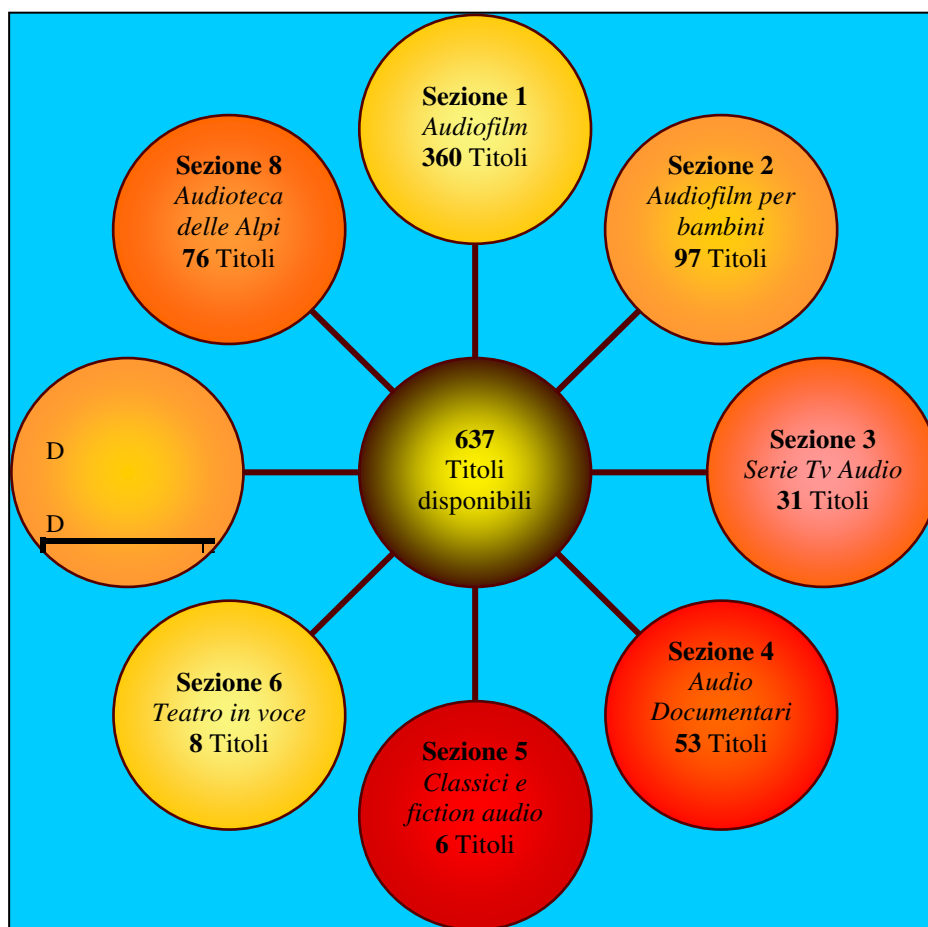 Sezione 1
Audiofilm
360 Titoli
Sezione 2
Audiofilm per
bambini
97 Titoli
Sezione 3
Serie Tv Audio
31 Titoli
Sezione 4
Audio
Documentari
53 Titoli
Sezione 5
Classici e
fiction audio
6 Titoli
Sezione 6
Teatro in voce
8 Titoli
D
D
Sezione 8
Audioteca
delle Alpi
76 Titoli
637
Titoli
disponibili